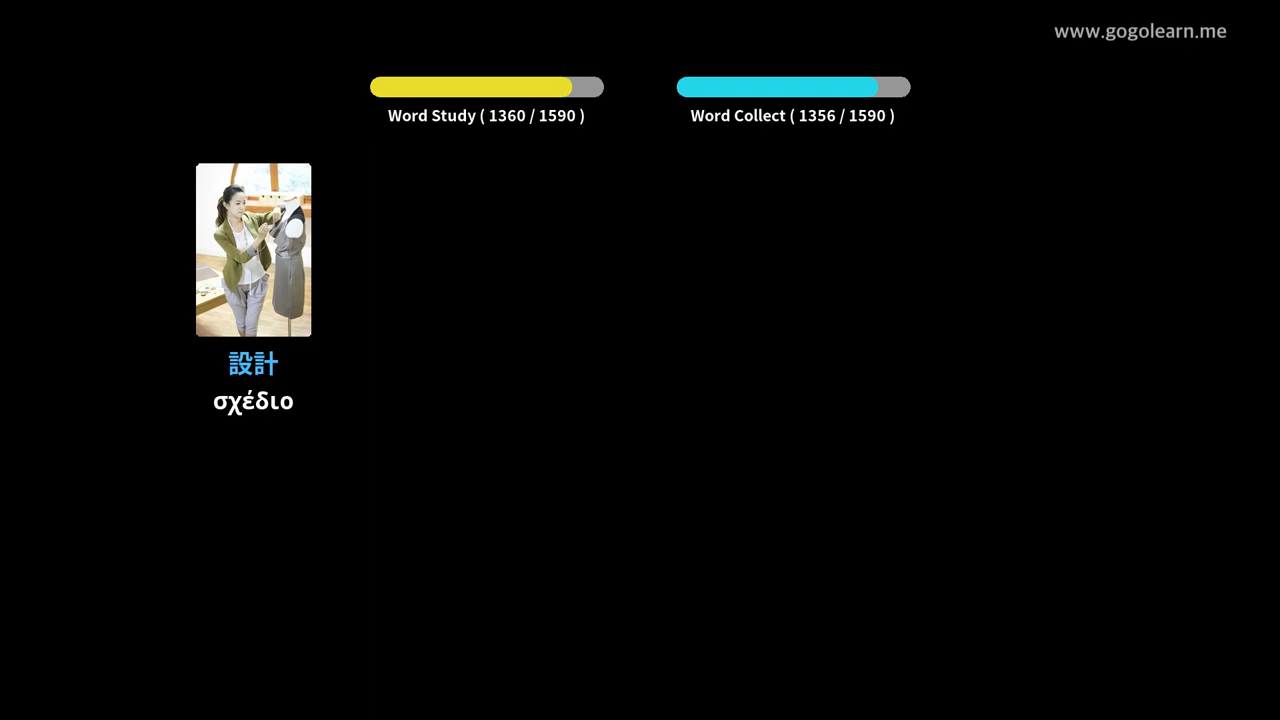 www.gogolearn.me
Word Study ( 1360 / 1590 )
Word Collect ( 1356 / 1590 )
設計
σχέδιο